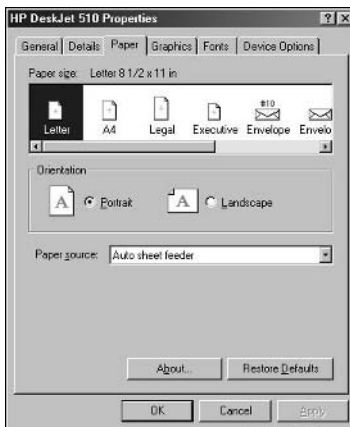 HP DeskJet 510 Properties
General Details Paper Graphics Fonts Device Options
Paper size: Letter 8 1/2 x 11 in
#10
Letter A4 Legal Executive Envelope Envelo
Orientation
A Portrait A Landscape
Paper source: Auto sheet feeder
About... Restore Defaults
OK Cancel Apply